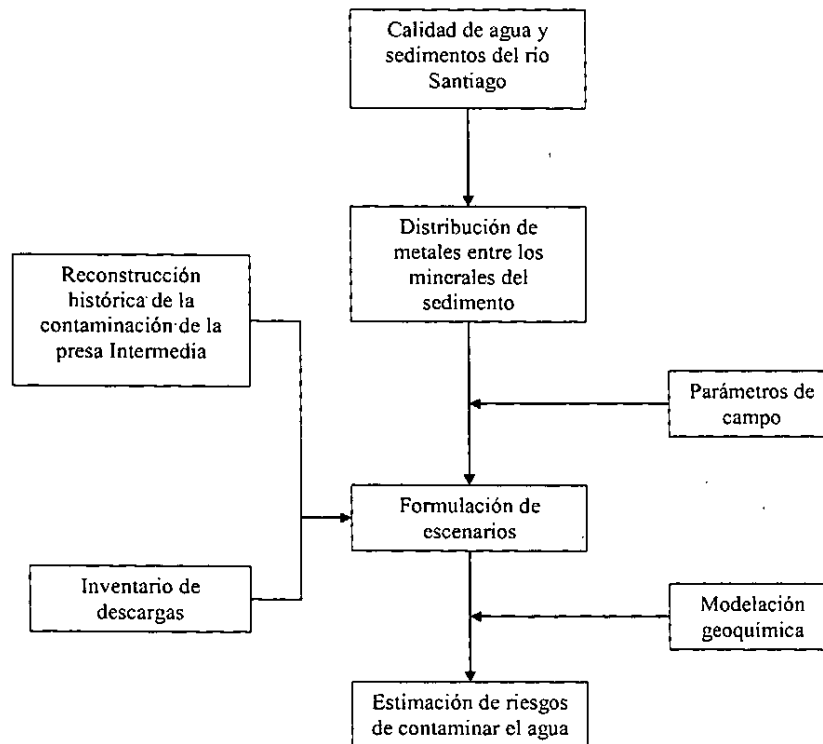 Calidad de agua y
sedimentos del río
Santiago
Distribución de
metales entre los
minerales del
sedimento
Reconstrucción
histórica de la
contaminación de la
presa Intermedia
Parámetros de
campo
Formulación de
escenarios
Inventario de
descargas
Modelación
geoquímica
Estimación de riesgos
de contaminar el agua